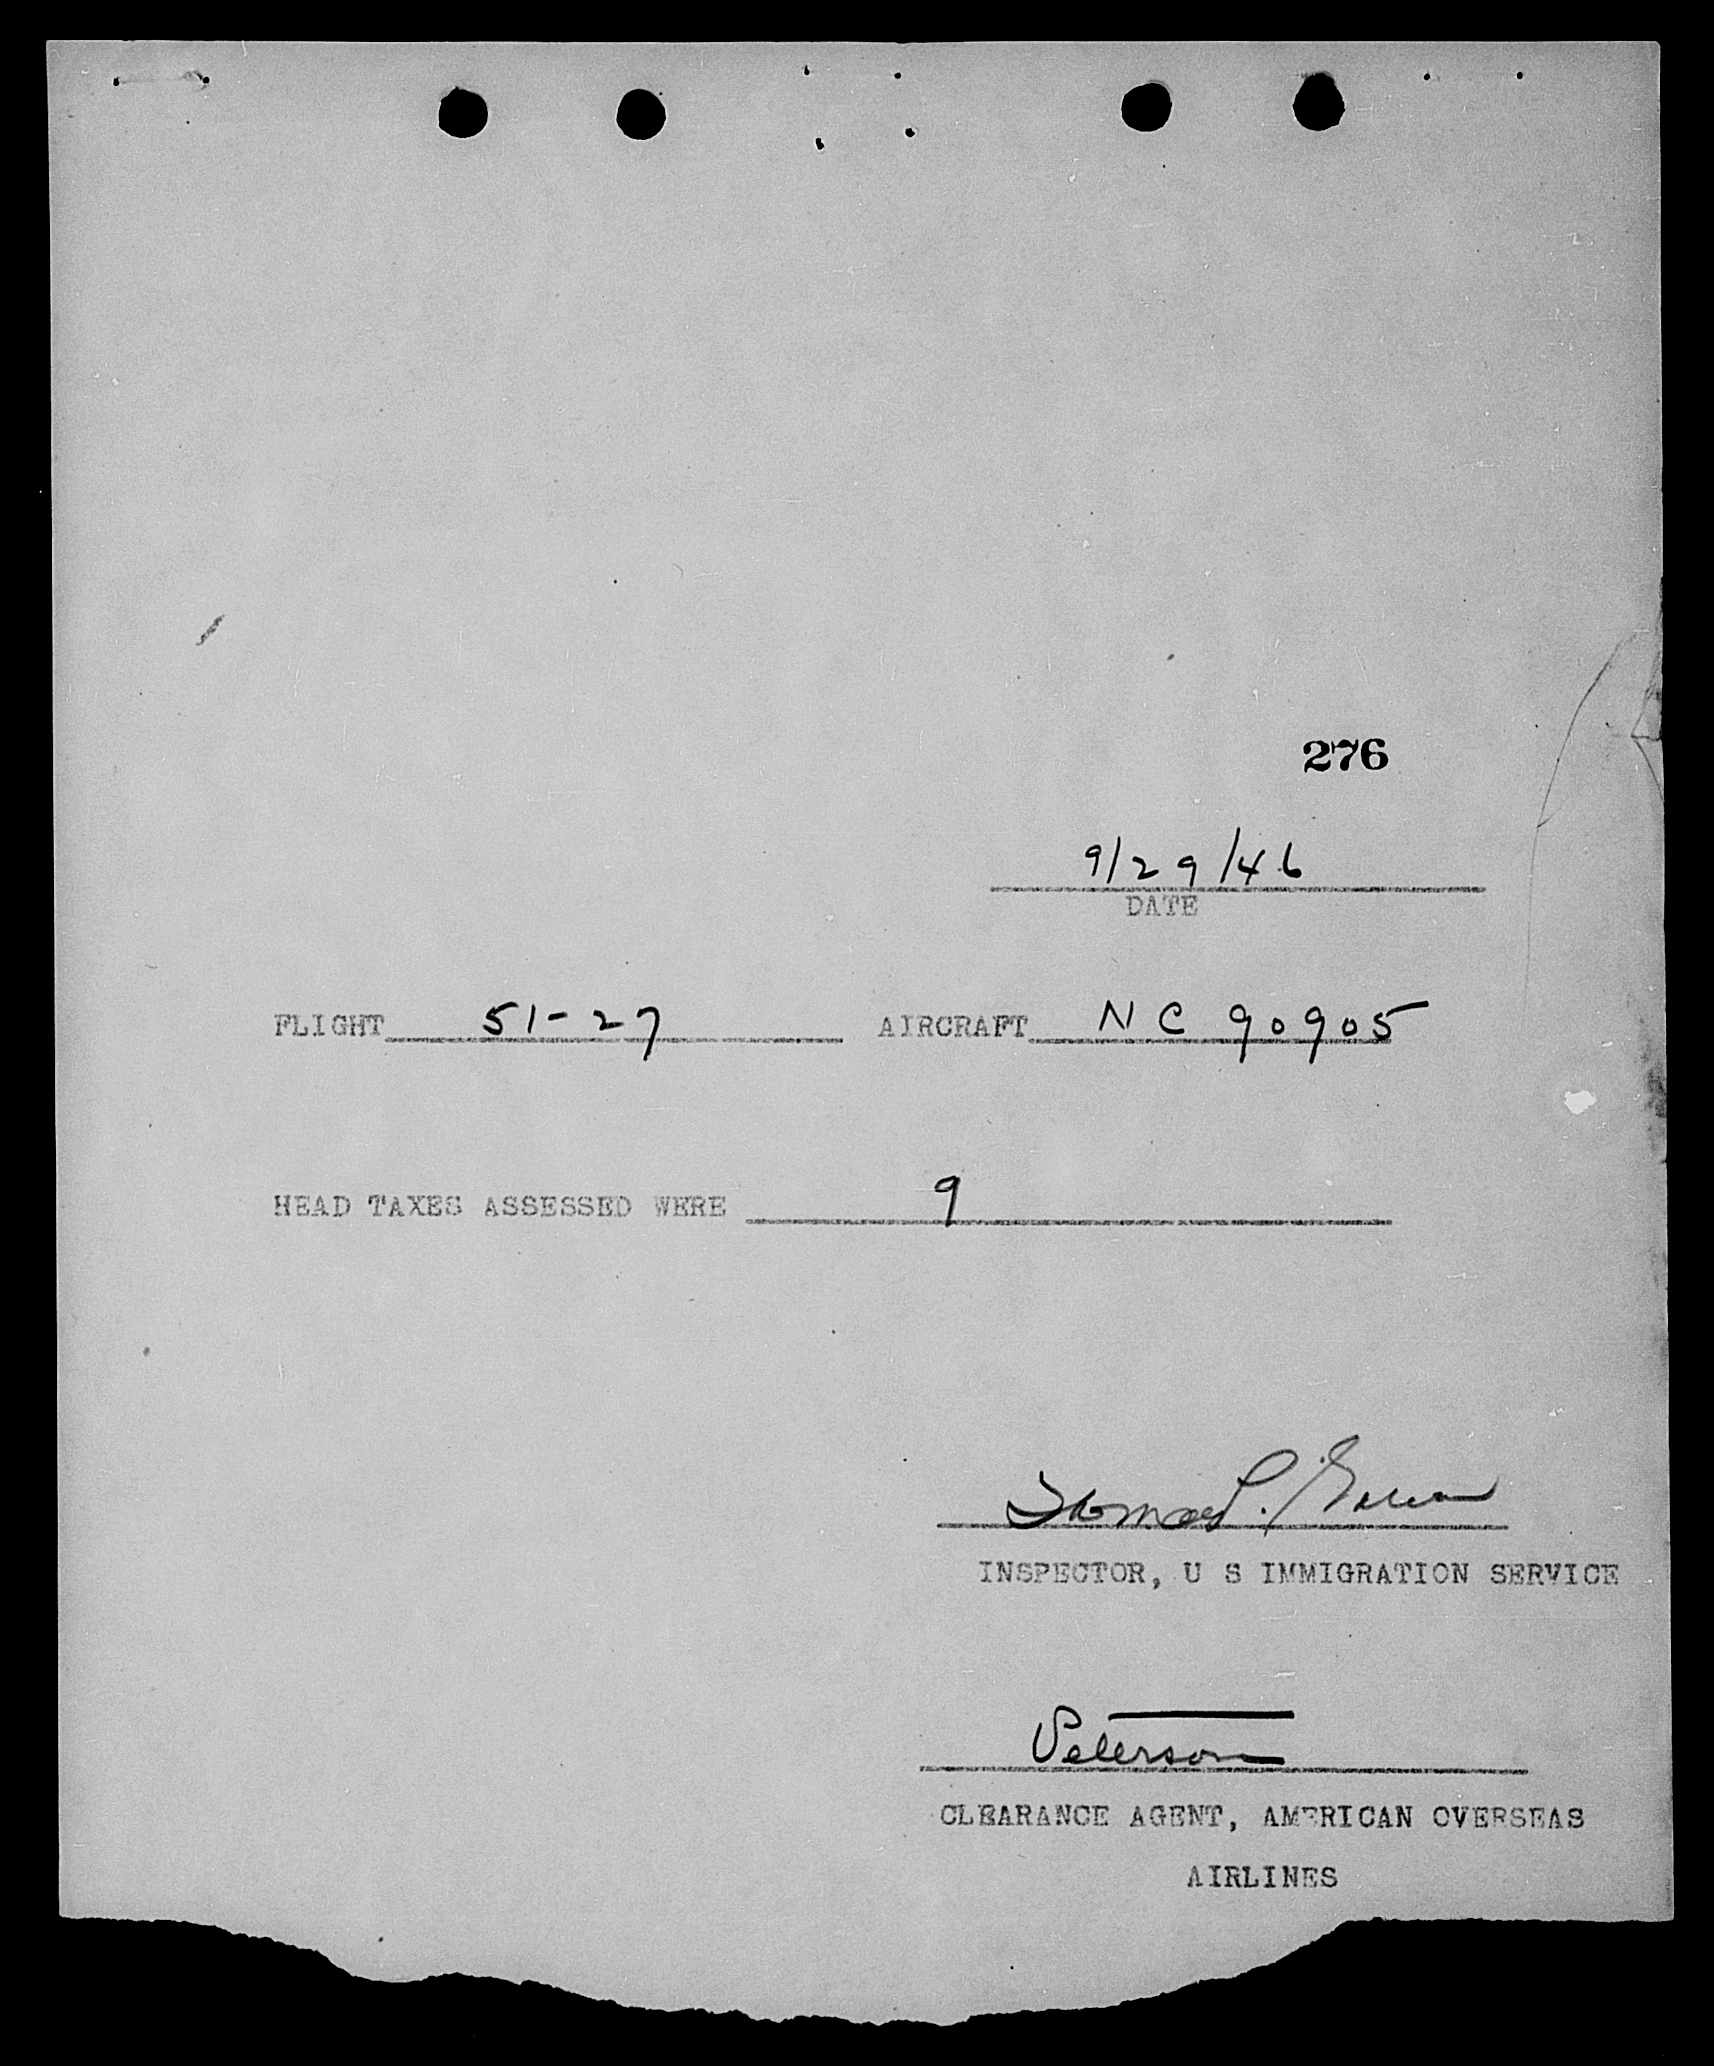 276
9/29/46
DATE
FLIGHT 51-27 AIRCRAFT NC 90905
HEAD TAXES ASSESSED WERE 9
INSPECTOR, U S IMMIGRATION SERVICE
Peterson
CLEARANCE AGENT, AMERICAN OVERSEAS
AIRLINES